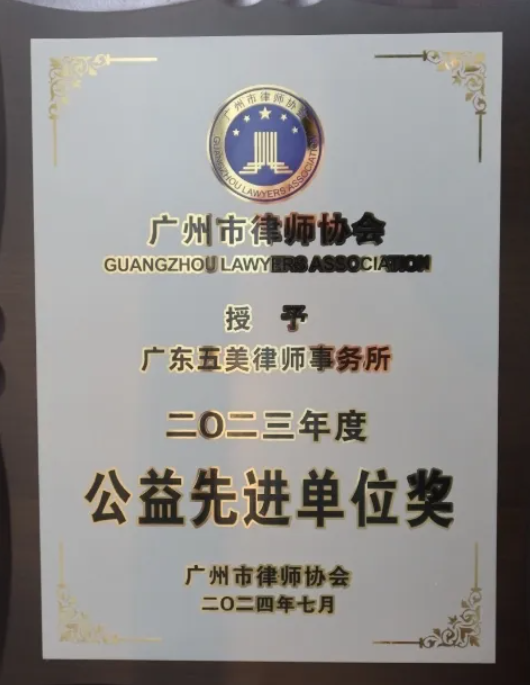 广州市律师协会
GUANGZHOU LAWYERS ASSOCIATION
广州市律师协会
GUANGZHOU LAWYERS ASSOCIATION
授 予
广东五美律师事务所
二〇二三年度
公益先进单位奖
广州市律师协会
二〇二四年七月